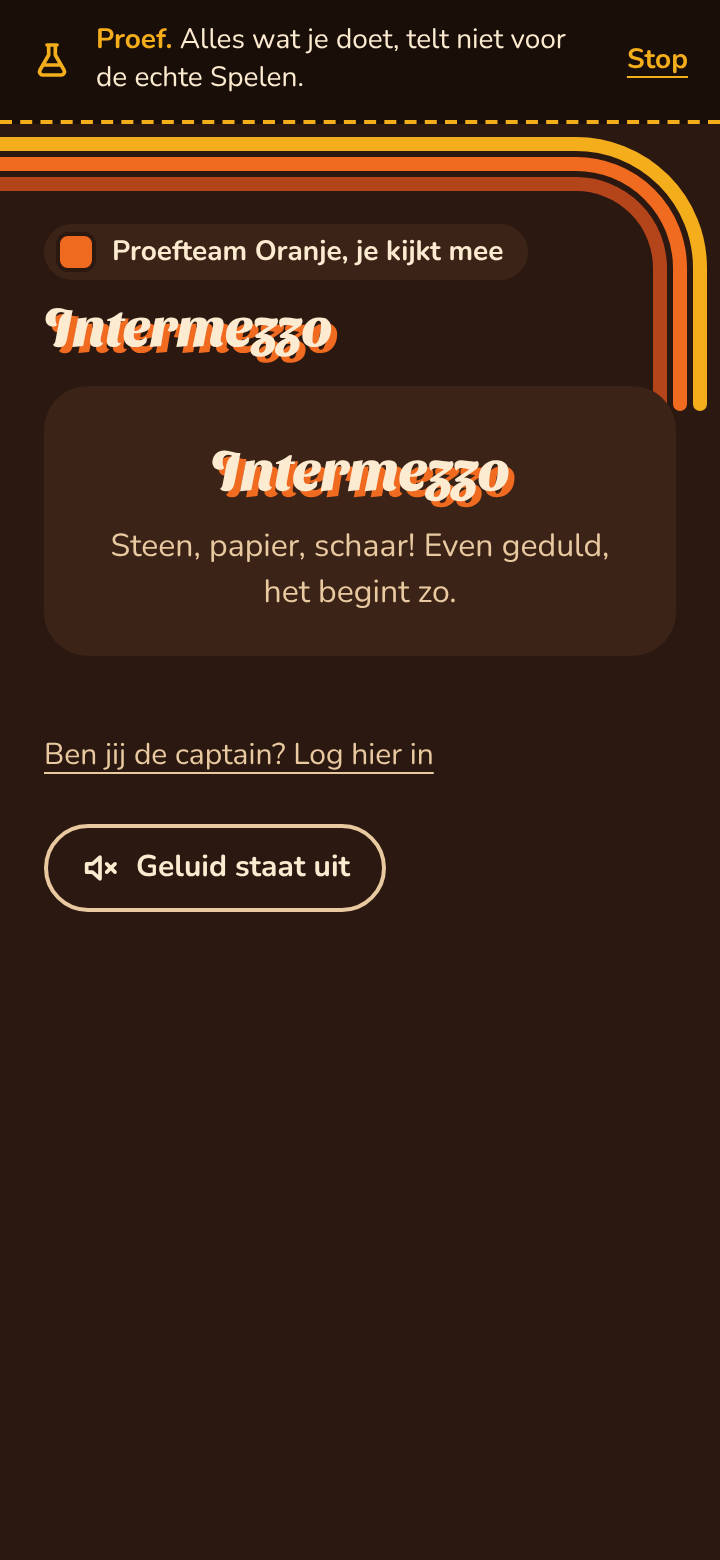 Proef. Alles wat je doet, telt niet voor
de echte Spelen.
Stop
Proefteam Oranje, je kijkt mee
Intermezzo
Intermezzo
Steen, papier, schaar! Even geduld,
het begint zo.
Ben jij de captain? Log hier in
Geluid staat uit